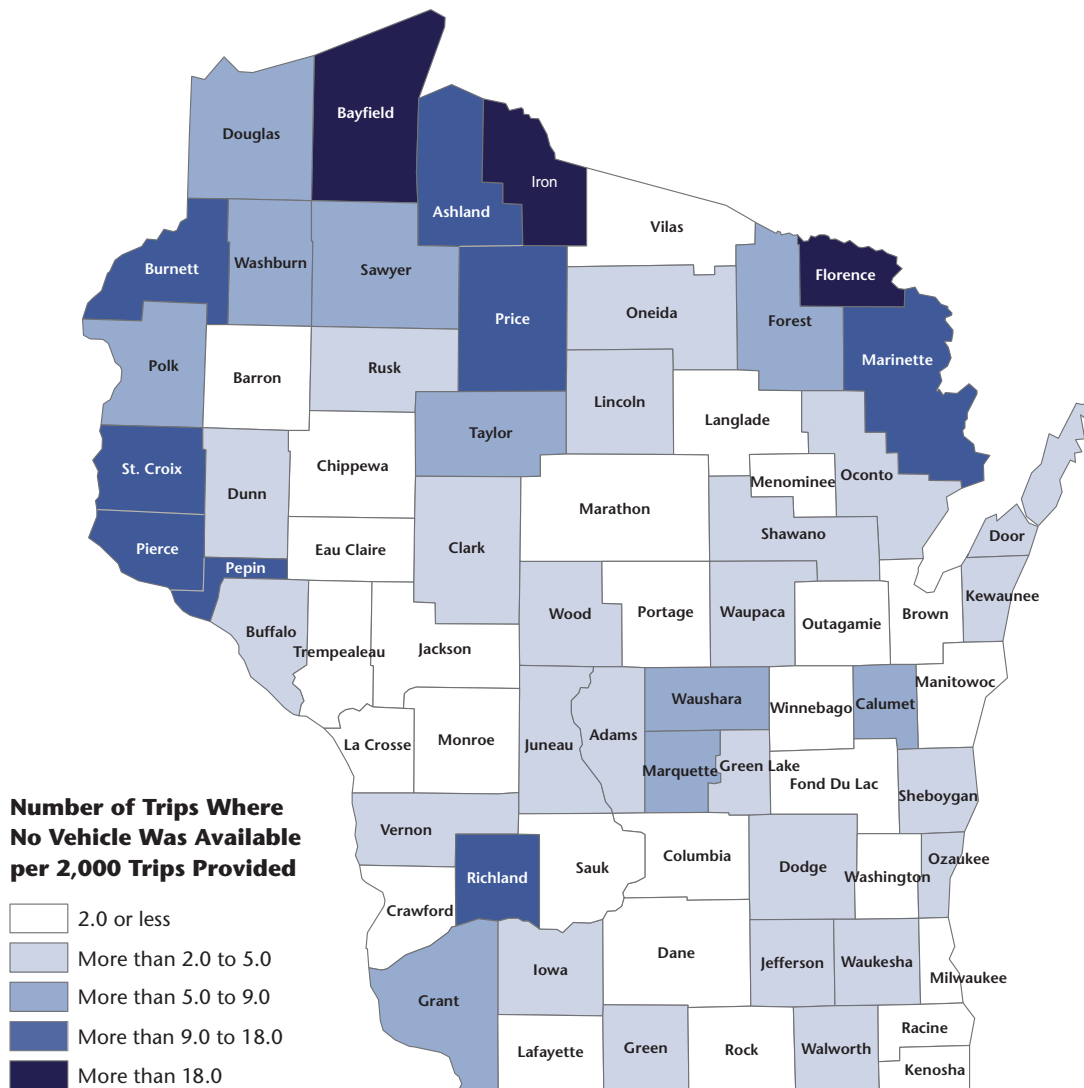 Bayfield
Douglas
Iron
Ashland
Vilas
Burnett
Washburn
Sawyer
Florence
Price
Oneida
Forest
Marinette
Polk
Barron
Rusk
Lincoln
Langlade
Taylor
St. Croix
Chippewa
Oconto
Menominee
Dunn
Marathon
Shawano
Door
Pierce
Eau Claire
Clark
Pepin
Kewaunee
Buffalo
Wood
Portage
Waupaca
Brown
Outagamie
Trempealeau
Jackson
Manitowoc
Waushara
Calumet
Winnebago
Adams
La Crosse
Monroe
Juneau
Marquette
Green Lake
Fond Du Lac
Sheboygan
Number of Trips Where
No Vehicle Was Available
per 2,000 Trips Provided
Vernon
Columbia
Ozaukee
Sauk
Dodge
Richland
Washington
Crawford
2.0 or less
More than 2.0 to 5.0
More than 5.0 to 9.0
More than 9.0 to 18.0
More than 18.0
Dane
Iowa
Jefferson
Waukesha
Milwaukee
Grant
Racine
Lafayette
Green
Rock
Walworth
Kenosha